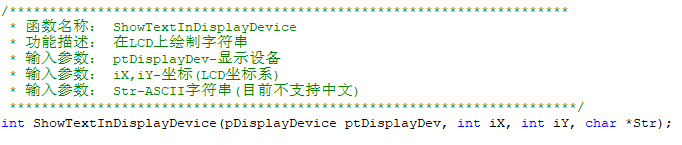 /**********************************************************************
* 函数名称： ShowTextInDisplayDevice
* 功能描述： 在LCD上绘制字符串
* 输入参数： ptDisplayDev-显示设备
* 输入参数： iX,iY-坐标(LCD坐标系)
* 输入参数： Str-ASCII字符串(目前不支持中文)
***********************************************************************/
int ShowTextInDisplayDevice(pDisplayDevice ptDisplayDev, int iX, int iY, char *Str);